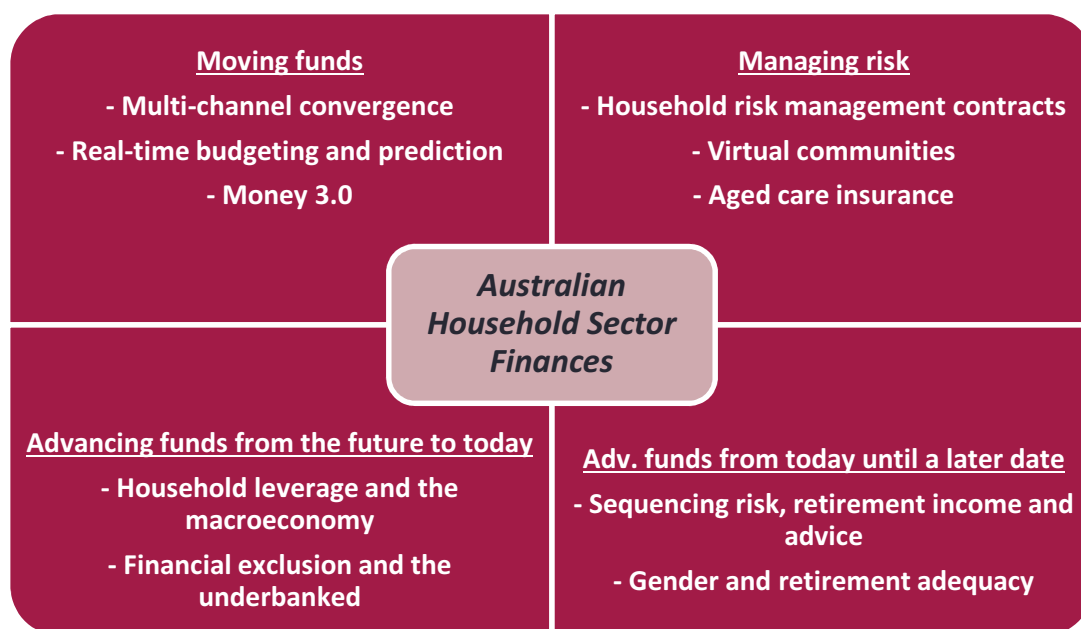 Moving funds
- Multi-channel convergence
- Real-time budgeting and prediction
- Money 3.0
Managing risk
- Household risk management contracts
- Virtual communities
- Aged care insurance
Australian
Household Sector
Finances
Advancing funds from the future to today
- Household leverage and the
macroeconomy
- Financial exclusion and the
underbanked
Adv. funds from today until a later date
- Sequencing risk, retirement income and
advice
- Gender and retirement adequacy